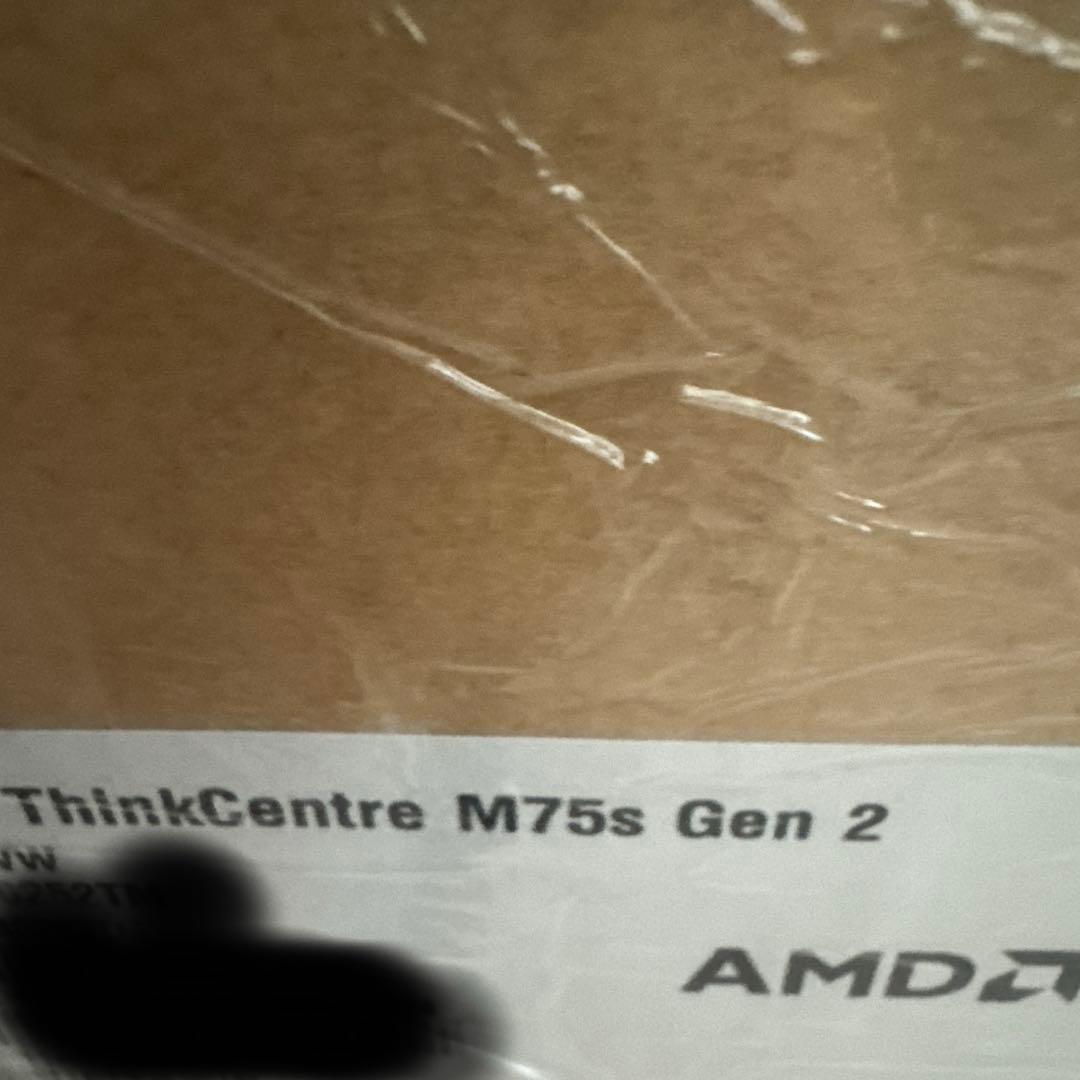 ThinkCentre M75s Gen 2
AMD